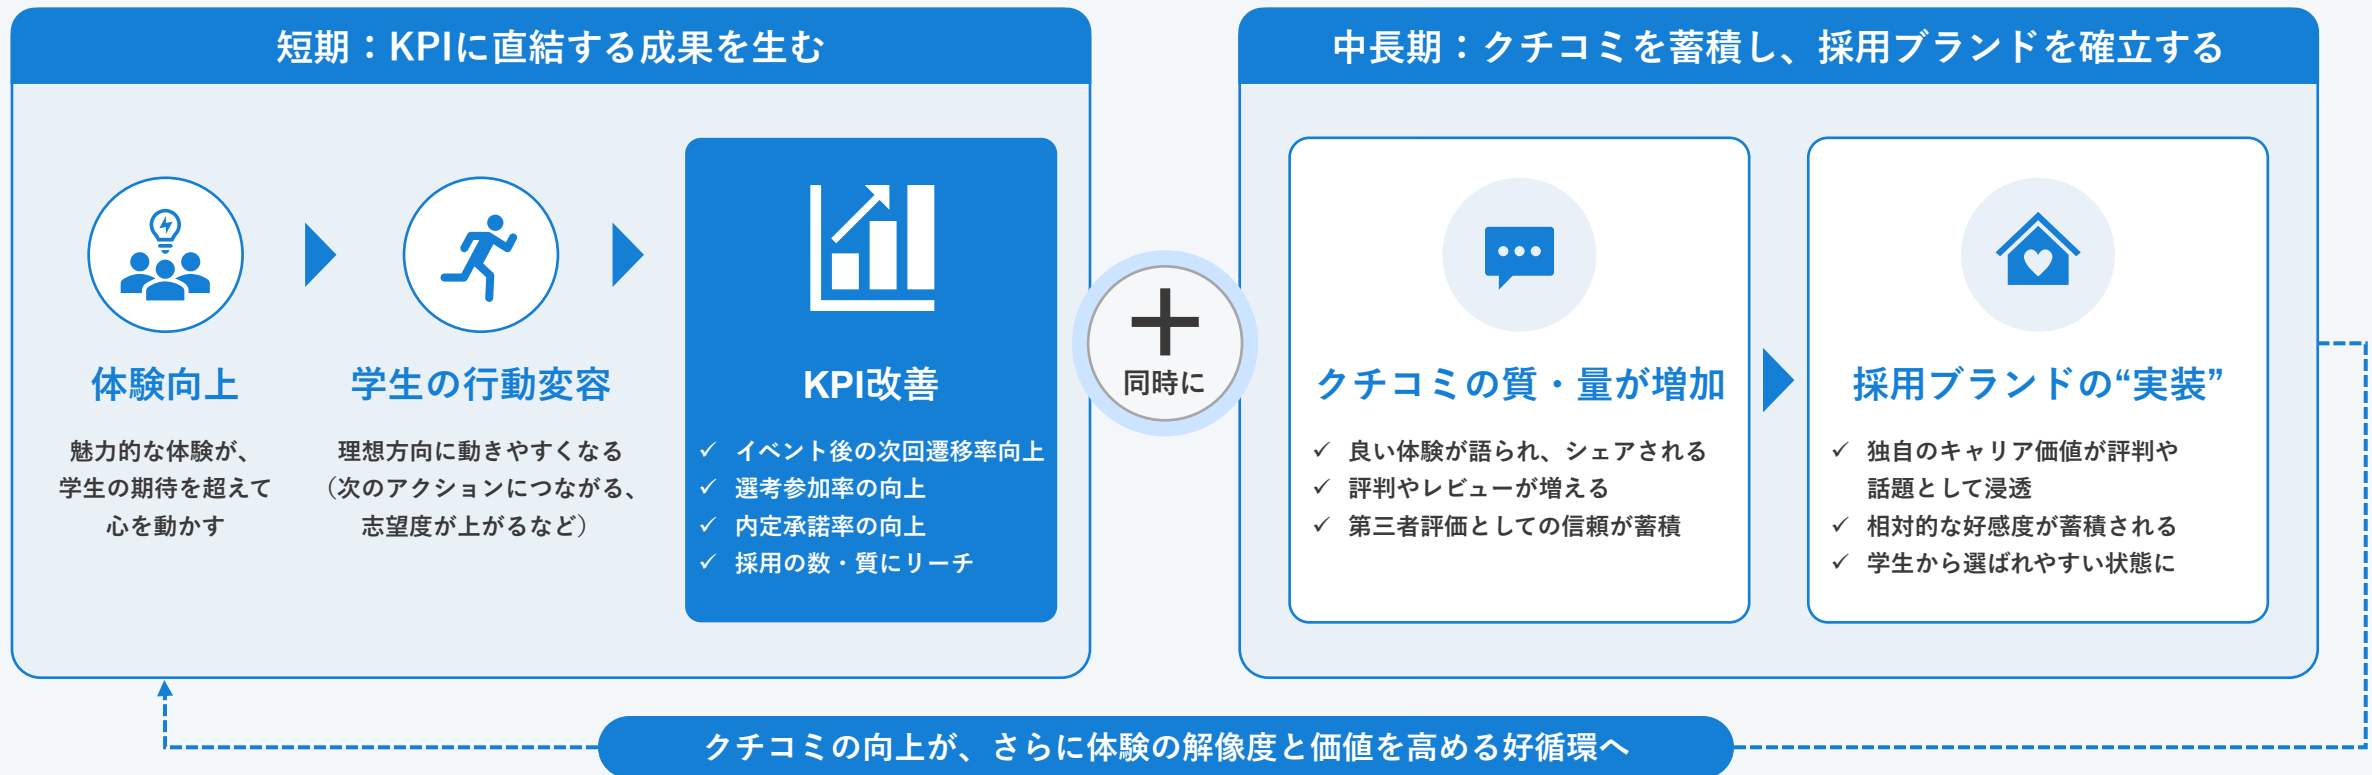 短期：KPIに直結する成果を生む
体験向上
魅力的な体験が、
学生の期待を超えて
心を動かす
学生の行動変容
理想方向に動きやすくなる
（次のアクションにつながる、
志望度が上がるなど）
KPI改善
✓ イベント後の次回遷移率向上
✓ 選考参加率の向上
✓ 内定承諾率の向上
✓ 採用の数・質にリーチ
＋
同時に
中長期：クチコミを蓄積し、採用ブランドを確立する
クチコミの質・量が増加
✓ 良い体験が語られ、シェアされる
✓ 評判やレビューが増える
✓ 第三者評価としての信頼が蓄積
採用ブランドの“実装”
✓ 独自のキャリア価値が評判や
話題として浸透
✓ 相対的な好感度が蓄積される
✓ 学生から選ばれやすい状態に
クチコミの向上が、さらに体験の解像度と価値を高める好循環へ